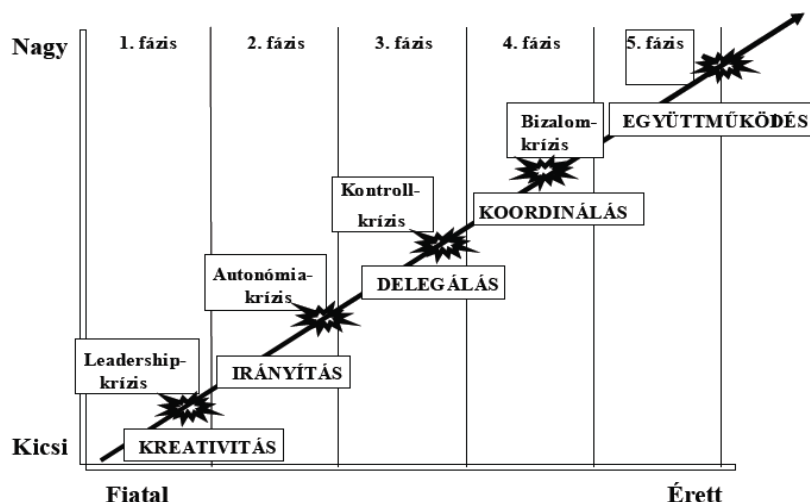 Nagy
1. fázis
2. fázis
3. fázis
4. fázis
5. fázis
Bizalom-
krízis
EGYÜTTMŰKÖDÉS
Kontroll-
krízis
KOORDINÁLÁS
Autonómia-
krízis
DELEGÁLÁS
Leadership-
krízis
IRÁNYÍTÁS
Kicsi
KREATIVITÁS
Fiatal
Érett